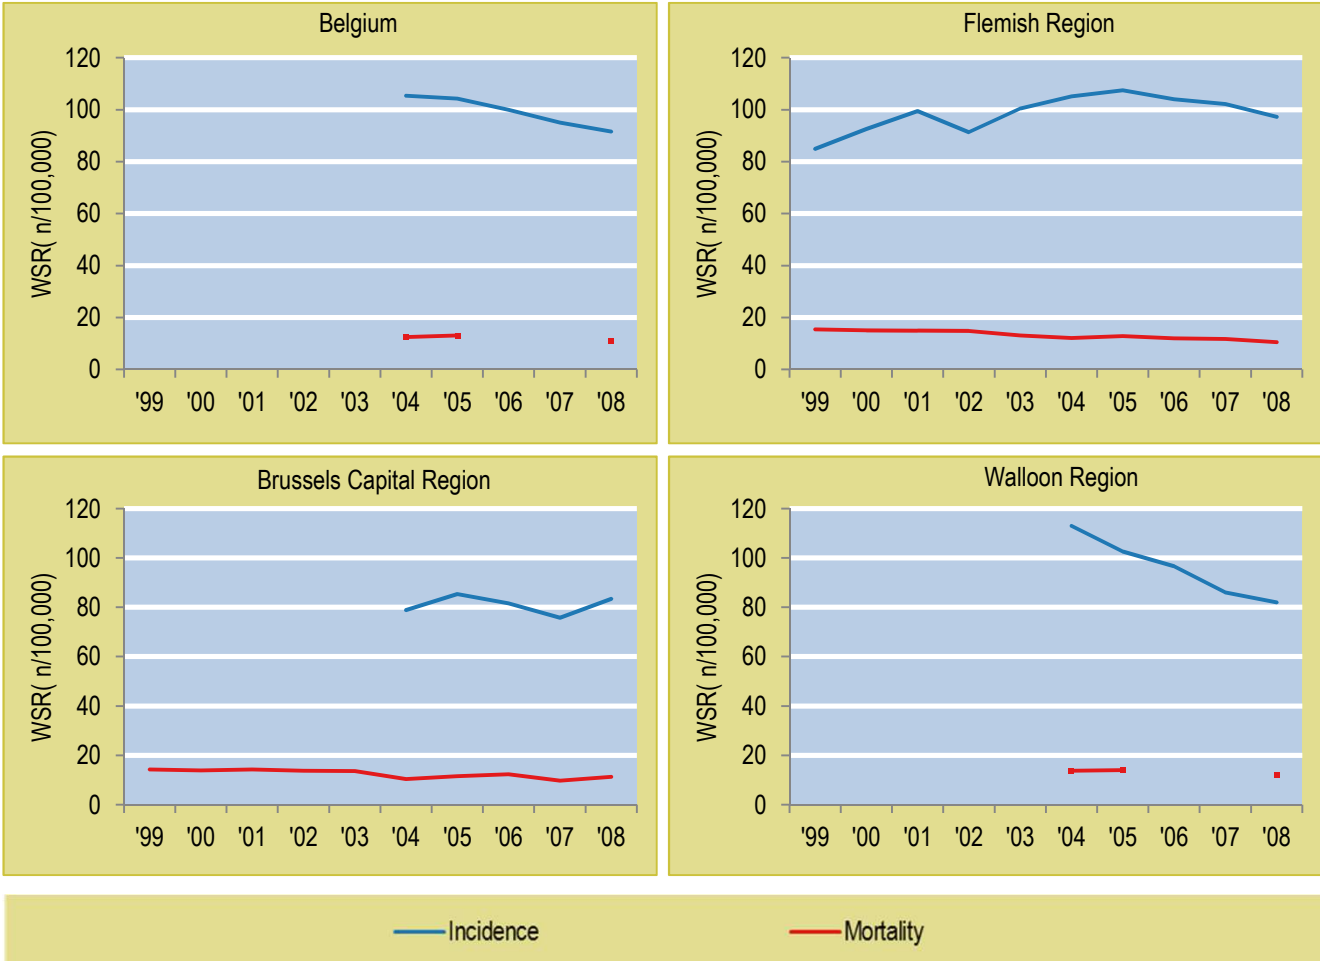 Belgium
WSR( n/100,000)
120
100
80
60
40
20
0
'99 '00 '01 '02 '03 '04 '05 '06 '07 '08
Flemish Region
WSR( n/100,000)
120
100
80
60
40
20
0
'99 '00 '01 '02 '03 '04 '05 '06 '07 '08
Brussels Capital Region
WSR( n/100,000)
120
100
80
60
40
20
0
'99 '00 '01 '02 '03 '04 '05 '06 '07 '08
Walloon Region
WSR( n/100,000)
120
100
80
60
40
20
0
'99 '00 '01 '02 '03 '04 '05 '06 '07 '08
Incidence Mortality